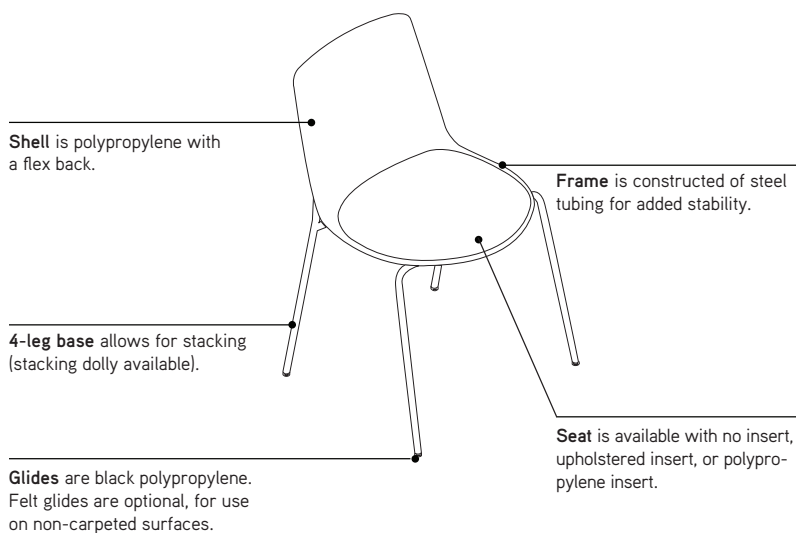 Shell is polypropylene with
a flex back.
Frame is constructed of steel
tubing for added stability.
4-leg base allows for stacking
(stacking dolly available).
Seat is available with no insert,
upholstered insert, or polypro-
pylene insert.
Glides are black polypropylene.
Felt glides are optional, for use
on non-carpeted surfaces.